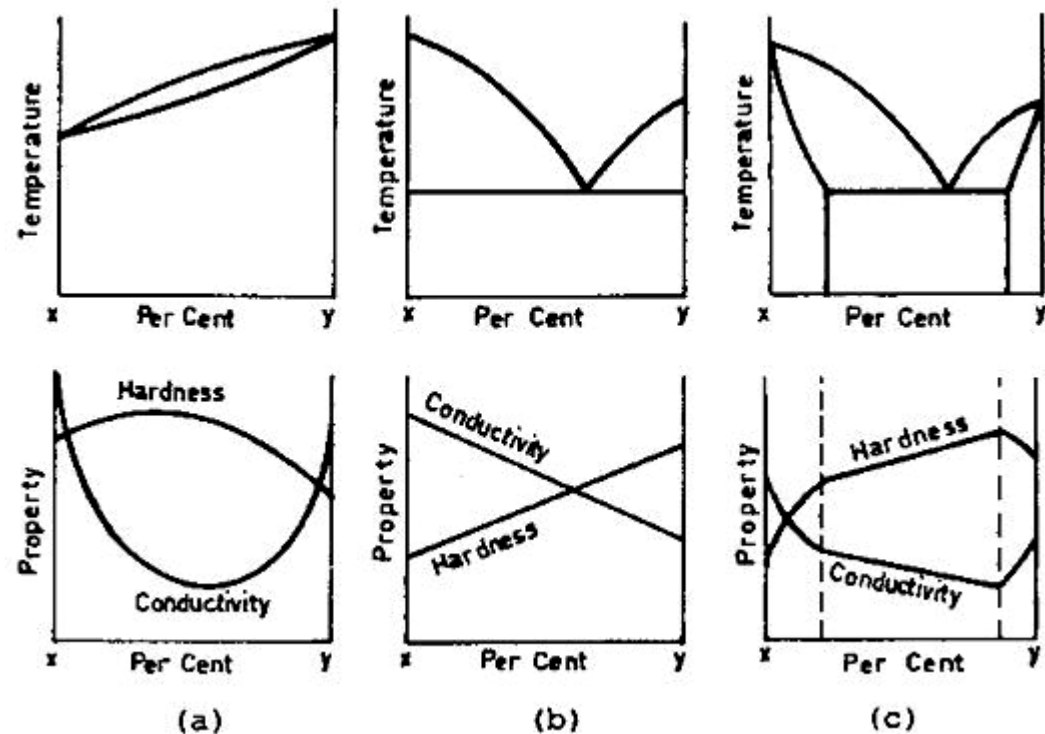 Temperature
x Per Cent y
Temperature
x Per Cent y
Temperature
x Per Cent y
Property
Hardness
Conductivity
x Per Cent y
Property
Conductivity
Hardness
x Per Cent y
Property
Hardness
Conductivity
x Per Cent y
(a) (b) (c)